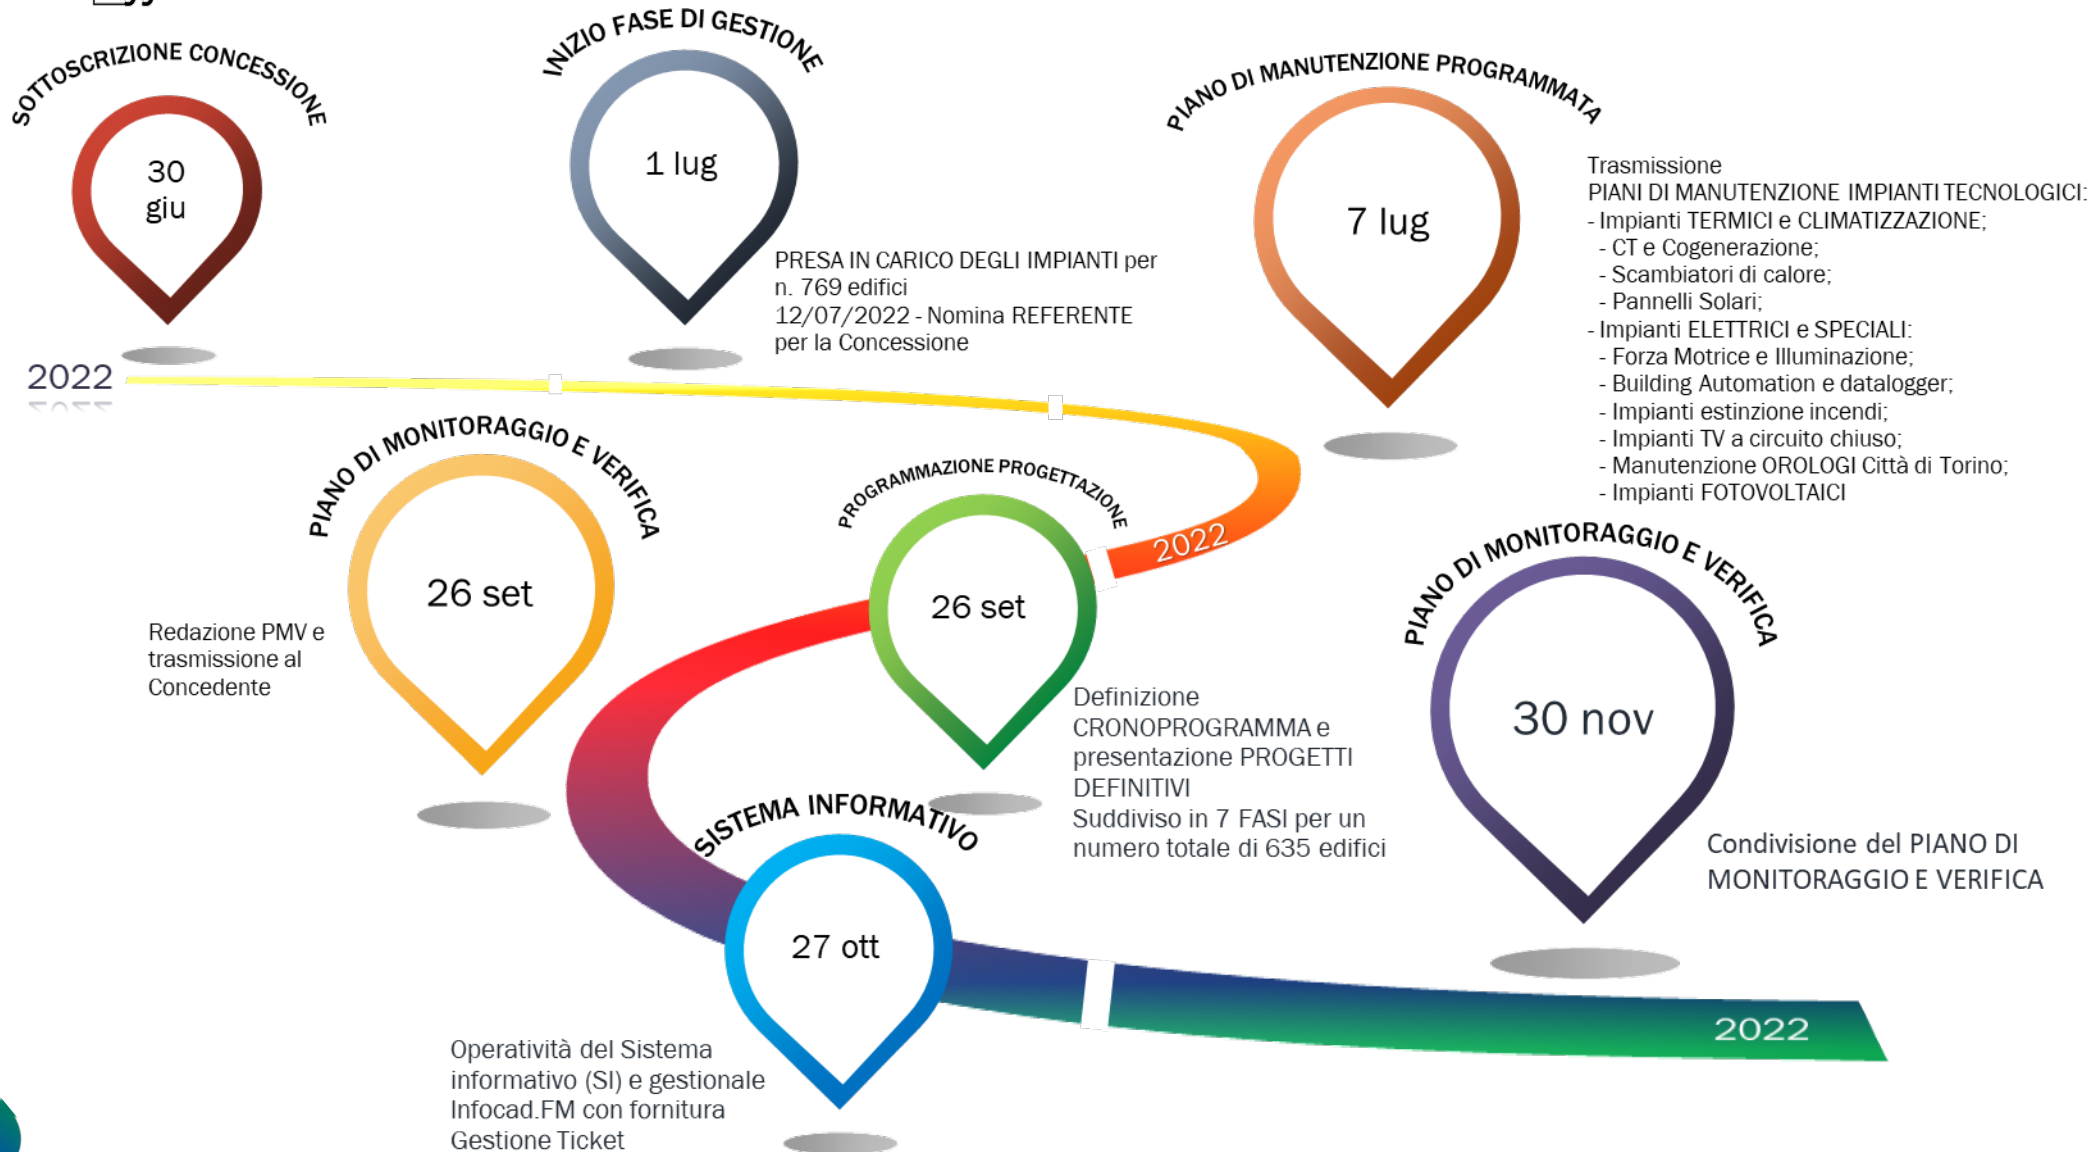 SOTTOSCRIZIONE CONCESSIONE
30
giu
INIZIO FASE DI GESTIONE
1 lug
PRESA IN CARICO DEGLI IMPIANTI per
n. 769 edifici
12/07/2022 - Nomina REFERENTE
per la Concessione
PIANO DI MANUTENZIONE PROGRAMMATA
7 lug
Trasmissione
PIANI DI MANUTENZIONE IMPIANTI TECNOLOGICI:
- Impianti TERMICI e CLIMATIZZAZIONE;
- CT e Cogenerazione;
- Scambiatori di calore;
- Pannelli Solari;
- Impianti ELETTRICI e SPECIALI:
- Forza Motrice e Illuminazione;
- Building Automation e datalogger;
- Impianti estinzione incendi;
- Impianti TV a circuito chiuso;
- Manutenzione OROLOGI Città di Torino;
- Impianti FOTOVOLTAICI
2022
PIANO DI MONITORAGGIO E VERIFICA
26 set
Redazione PMV e
trasmissione al
Concedente
PROGRAMMAZIONE PROGETTAZIONE
26 set
Definizione
CRONOPROGRAMMA e
presentazione PROGETTI
DEFINITIVI
Suddiviso in 7 FASI per un
numero totale di 635 edifici
2022
PIANO DI MONITORAGGIO E VERIFICA
30 nov
Condivisione del PIANO DI
MONITORAGGIO E VERIFICA
SISTEMA INFORMATIVO
27 ott
Operatività del Sistema
informativo (SI) e gestionale
Infocad.FM con fornitura
Gestione Ticket
2022